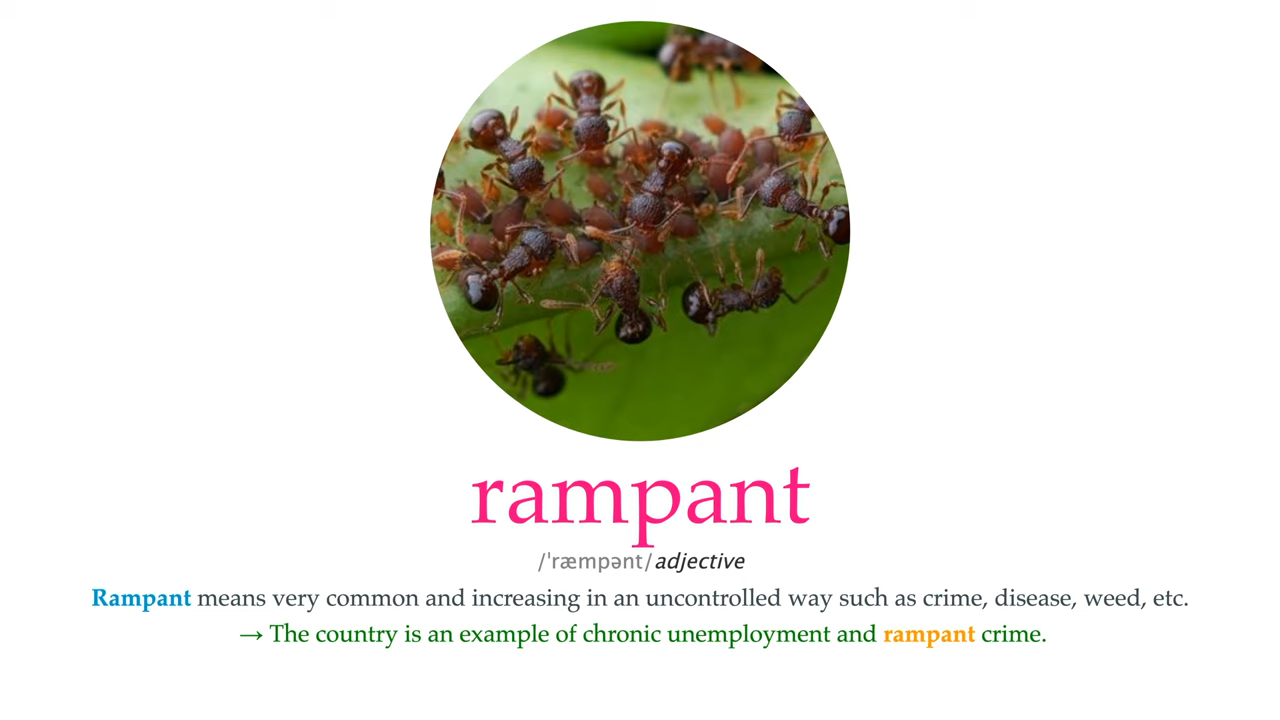 rampant
/ˈræmpənt/adjective
Rampant means very common and increasing in an uncontrolled way such as crime, disease, weed, etc.
→ The country is an example of chronic unemployment and rampant crime.